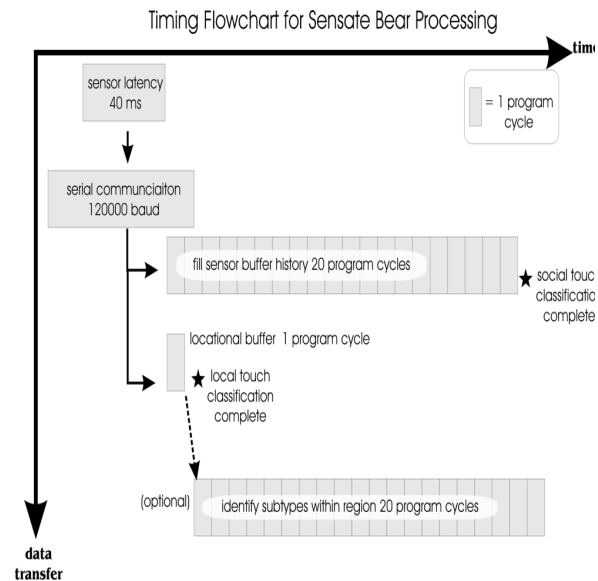 Timing Flowchart for Sensate Bear Processing
time
sensor latency
40 ms
= 1 program
cycle
serial communciaiton
120000 baud
fill sensor buffer history 20 program cycles
social touc
classificatio
complete
locational buffer 1 program cycle
local touch
classification
complete
(optional)
identify subtypes within region 20 program cycles
data
transfer